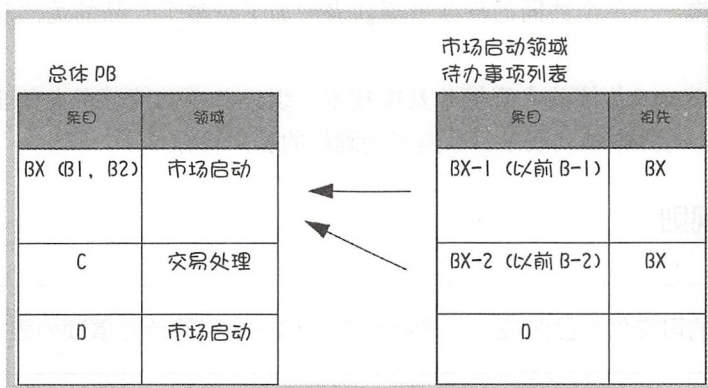 总体 PB
条目 领域
BX (B1, B2) 市场启动
C 交易处理
D 市场启动
市场启动领域
待办事项列表
条目 祖先
BX-1 (以前 B-1) BX
BX-2 (以前 B-2) BX
D